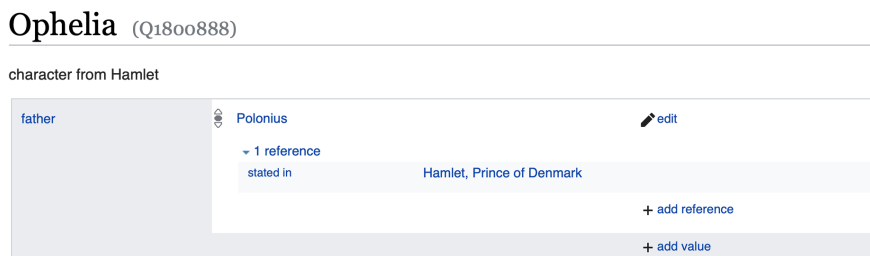 Ophelia (Q1800888)
character from Hamlet
father Polonius edit
1 reference
stated in Hamlet, Prince of Denmark
+ add reference
+ add value